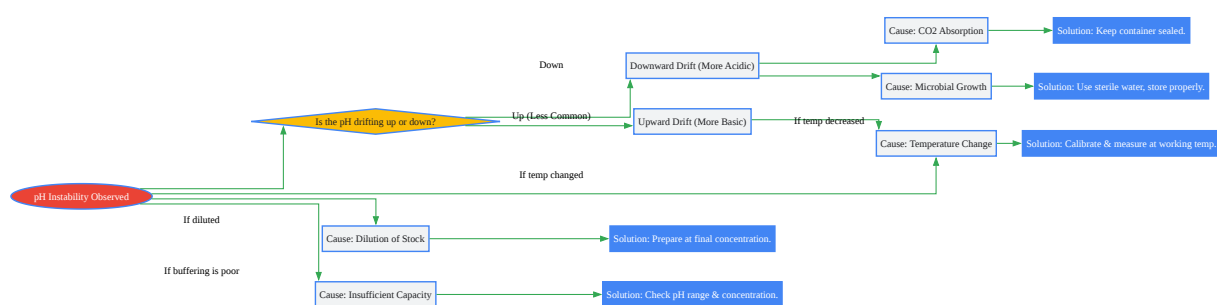 Cause: CO2 Absorption
Solution: Keep container sealed.
Down
Downward Drift (More Acidic)
Cause: Microbial Growth
Solution: Use sterile water, store properly.
Is the pH drifting up or down?
Up (Less Common)
Upward Drift (More Basic)
If temp decreased
Cause: Temperature Change
Solution: Calibrate & measure at working temp.
If temp changed
pH Instability Observed
If diluted
Cause: Dilution of Stock
Solution: Prepare at final concentration.
If buffering is poor
Cause: Insufficient Capacity
Solution: Check pH range & concentration.